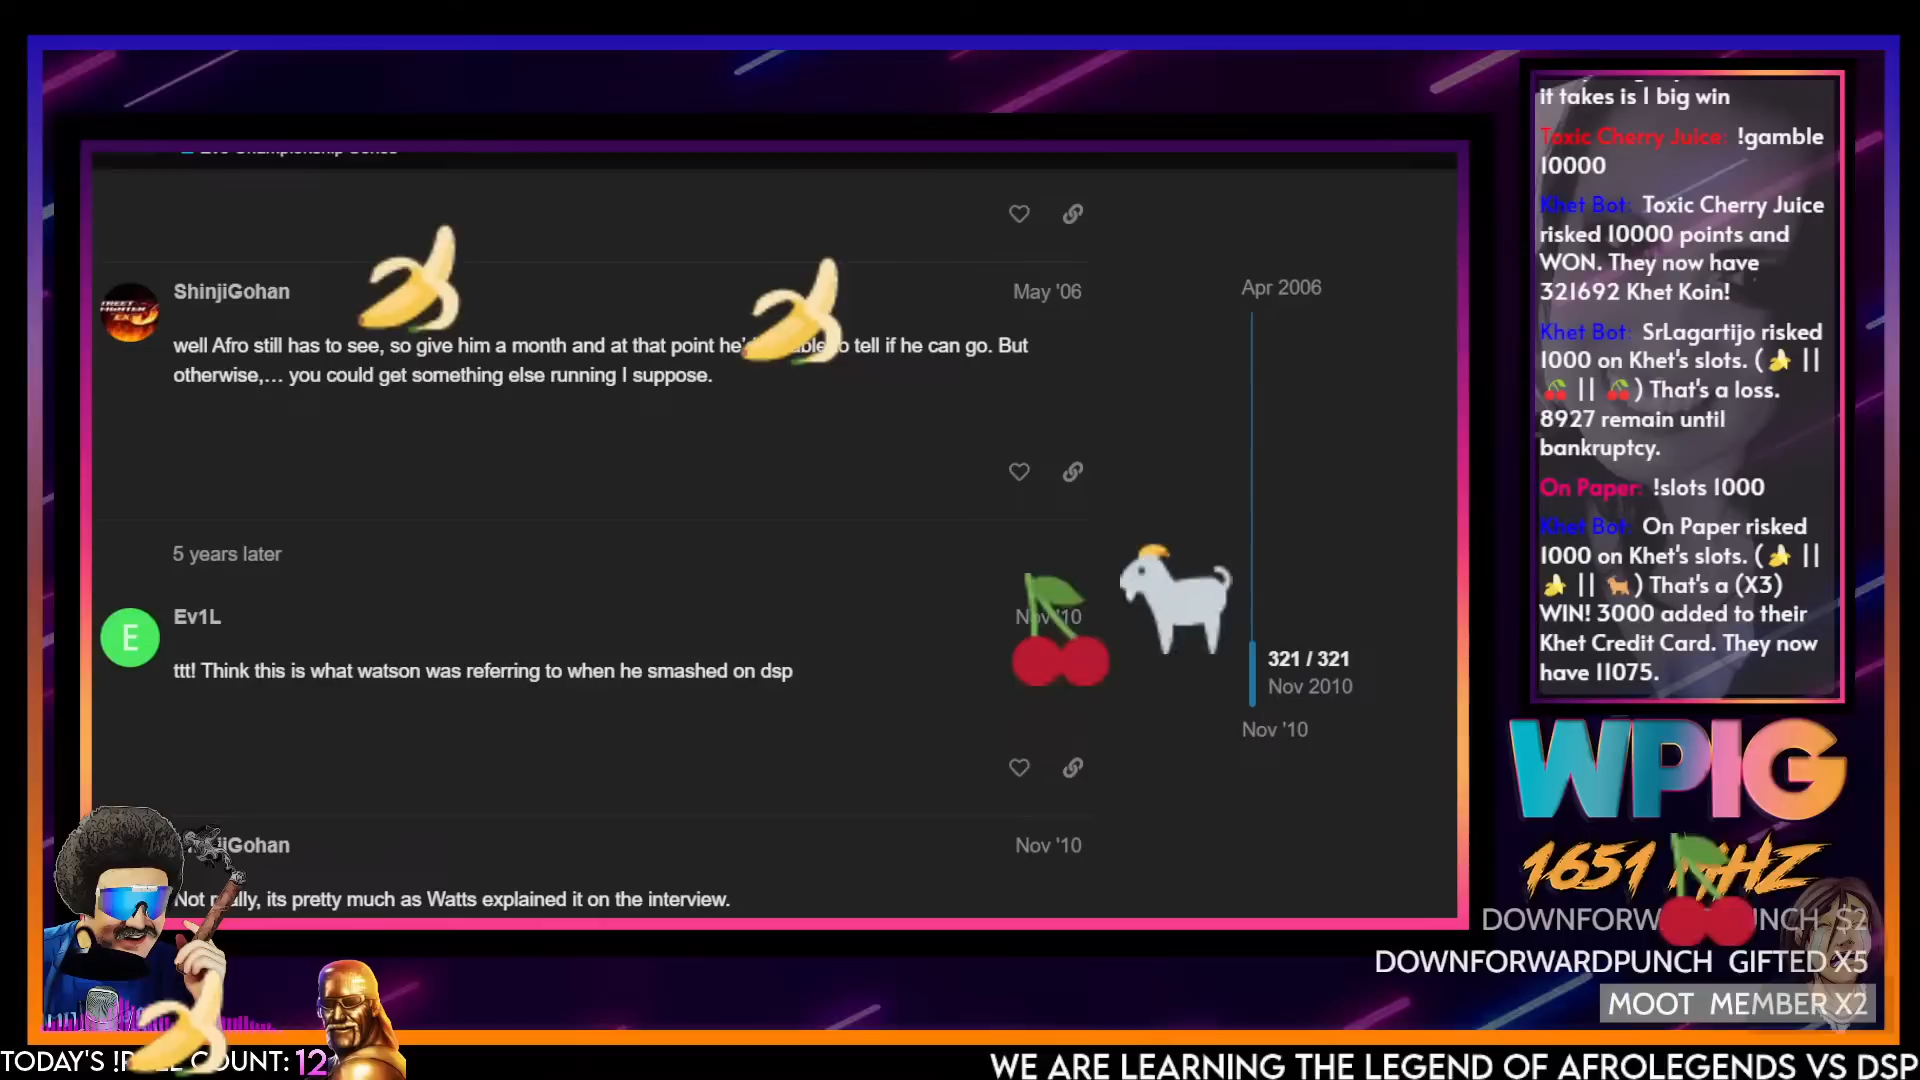 ShinjiGohan
May '06
well Afro still has to see, so give him a month and at that point he' tell if he can go. But
otherwise,... you could get something else running I suppose.
5 years later
Ev1L
ttt! Think this is what watson was referring to when he smashed on dsp
Nov '10
Not its pretty much as Watts explained it on the interview.
Apr 2006
321 / 321
Nov 2010
Nov '10
it takes is 1 big win
Toxic Cherry Juice: !gamble
10000
Khet Bot: Toxic Cherry Juice
risked 10000 points and
WON. They now have
321692 Khet Koin!
Khet Bot: SrLagartijo risked
1000 on Khet's slots. (🍌 ||
🍒 || 🍒) That's a loss.
8927 remain until
bankruptcy.
On Paper: !slots 1000
Khet Bot: On Paper risked
1000 on Khet's slots. (🍌 ||
🍌 || 🐕) That's a (X3)
WIN! 3000 added to their
Khet Credit Card. They now
have 11075.
WPIG
1651
$2
DOWNFORWARDPUNCH GIFTED X5
MOOT MEMBER X2
TODAY'S COUNT: 12
WE ARE LEARNING THE LEGEND OF AFROLEGENDS VS DSP